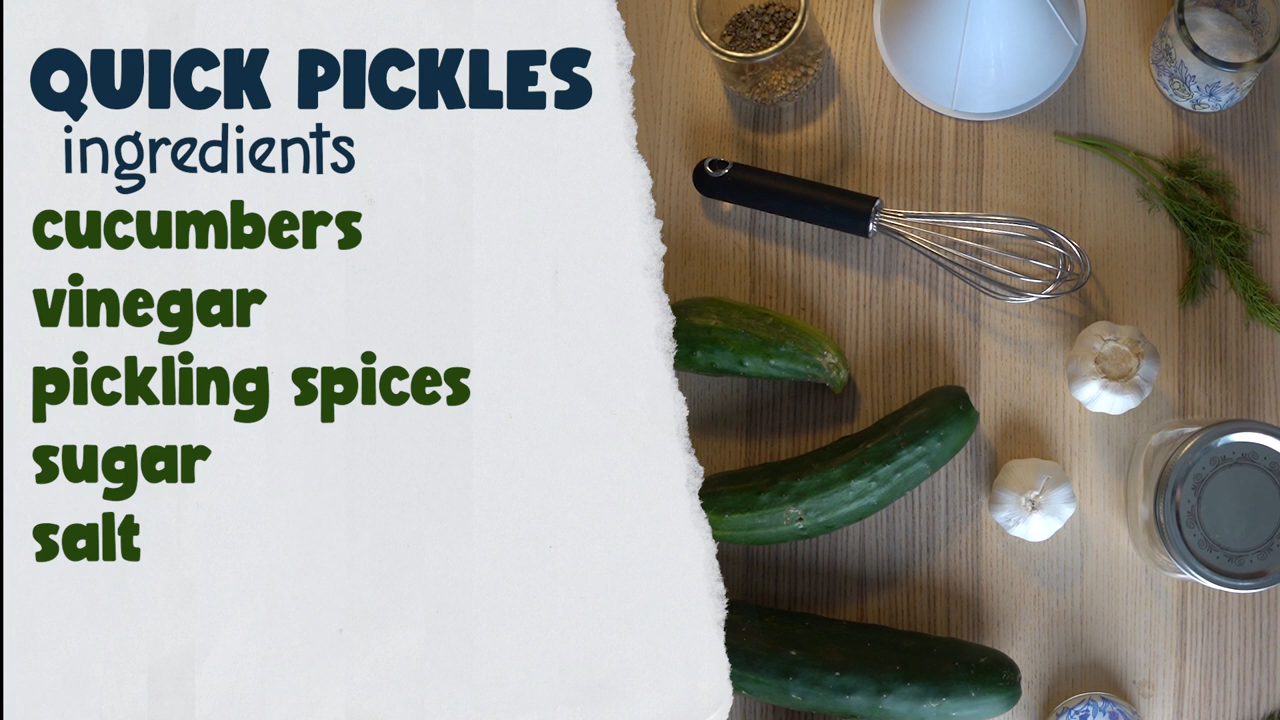 QUICK PICKLES
ingredients
cucumbers
vinegar
pickling spices
sugar
salt